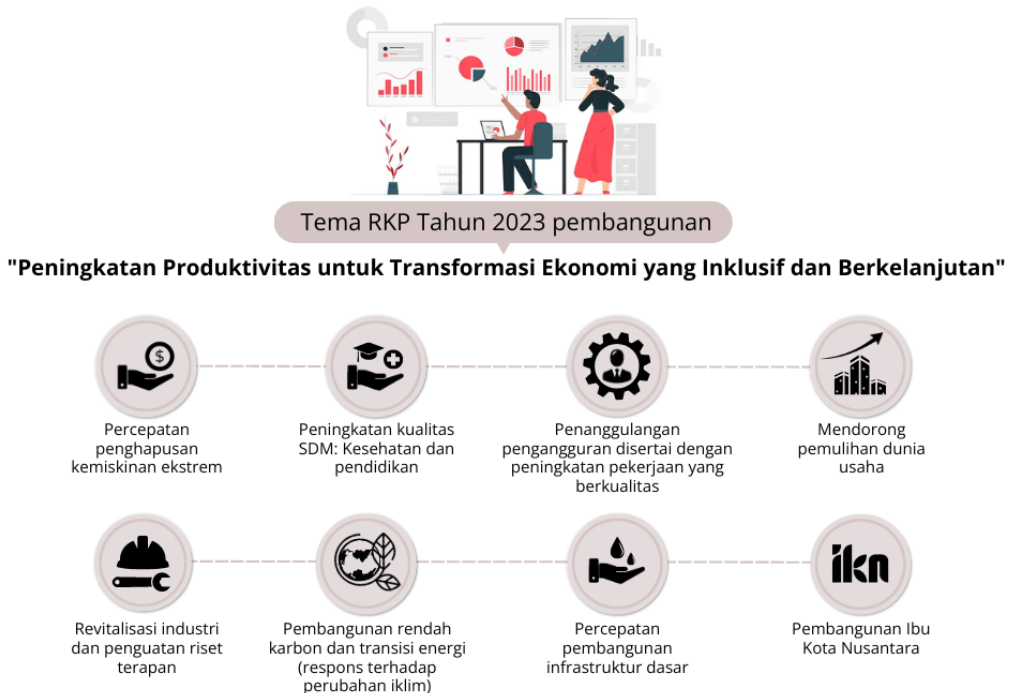 Tema RKP Tahun 2023 pembangunan
"Peningkatan Produktivitas untuk Transformasi Ekonomi yang Inklusif dan Berkelanjutan"
$
Percepatan
penghapusan
kemiskinan ekstrem
Peningkatan kualitas
SDM: Kesehatan dan
pendidikan
Penanggulangan
pengangguran disertai dengan
peningkatan pekerjaan yang
berkualitas
Mendorong
pemulihan dunia
usaha
Revitalisasi industri
dan penguatan riset
terapan
Pembangunan rendah
karbon dan transisi energi
(respons terhadap
perubahan iklim)
Percepatan
pembangunan
infrastruktur dasar
ikn
Pembangunan Ibu
Kota Nusantara